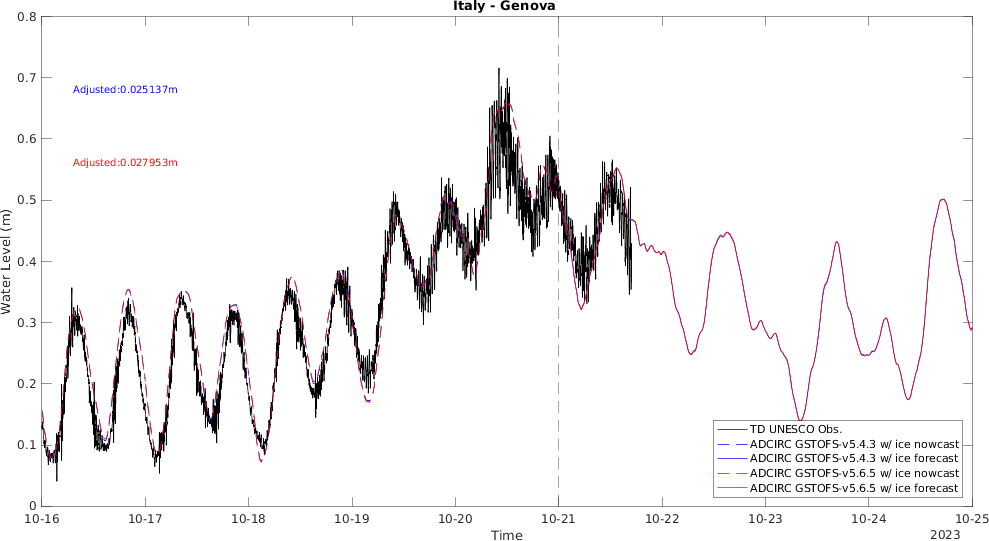 Italy - Genova
0.8
0.7
0.6
0.5
0.4
0.3
0.2
0.1
0
Water Level (m)
Adjusted:0.025137m
Adjusted:0.027953m
TD UNESCO Obs.
ADCIRC GSTOFS-v5.4.3 w/ ice nowcast
ADCIRC GSTOFS-v5.4.3 w/ ice forecast
ADCIRC GSTOFS-v5.6.5 w/ ice nowcast
ADCIRC GSTOFS-v5.6.5 w/ ice forecast
10-16 10-17 10-18 10-19 10-20 10-21 10-22 10-23 10-24 10-25
Time
2023